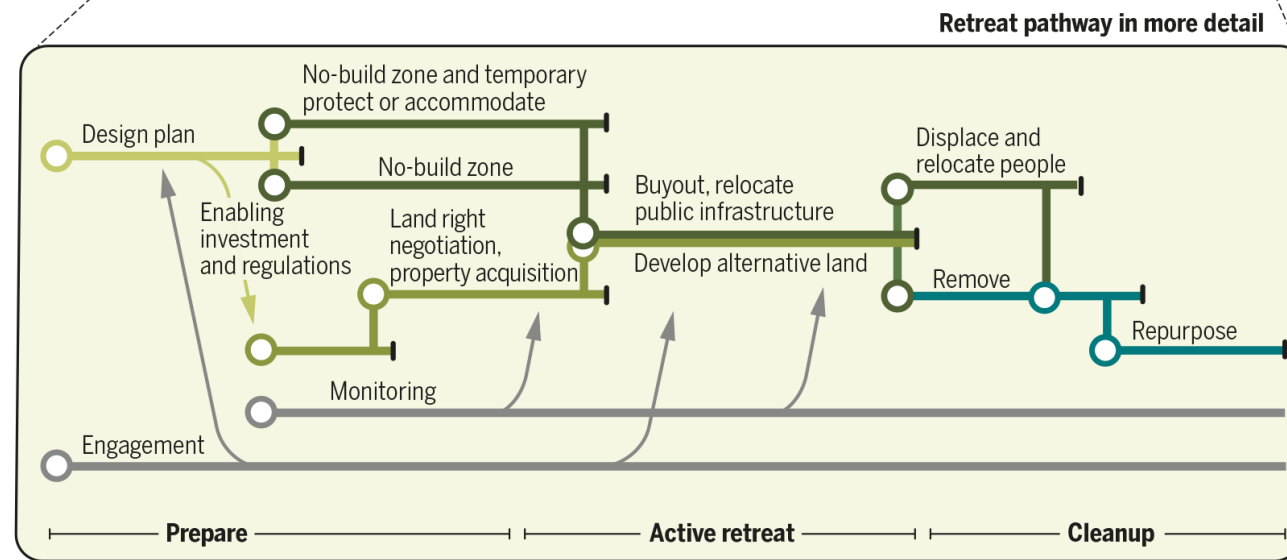 Retreat pathway in more detail
No-build zone and temporary
protect or accommodate
Design plan
No-build zone
Enabling
investment
and regulations
Land right
negotiation,
property acquisition
Buyout, relocate
public infrastructure
Develop alternative land
Displace and
relocate people
Remove
Repurpose
Monitoring
Engagement
Prepare
Active retreat
Cleanup